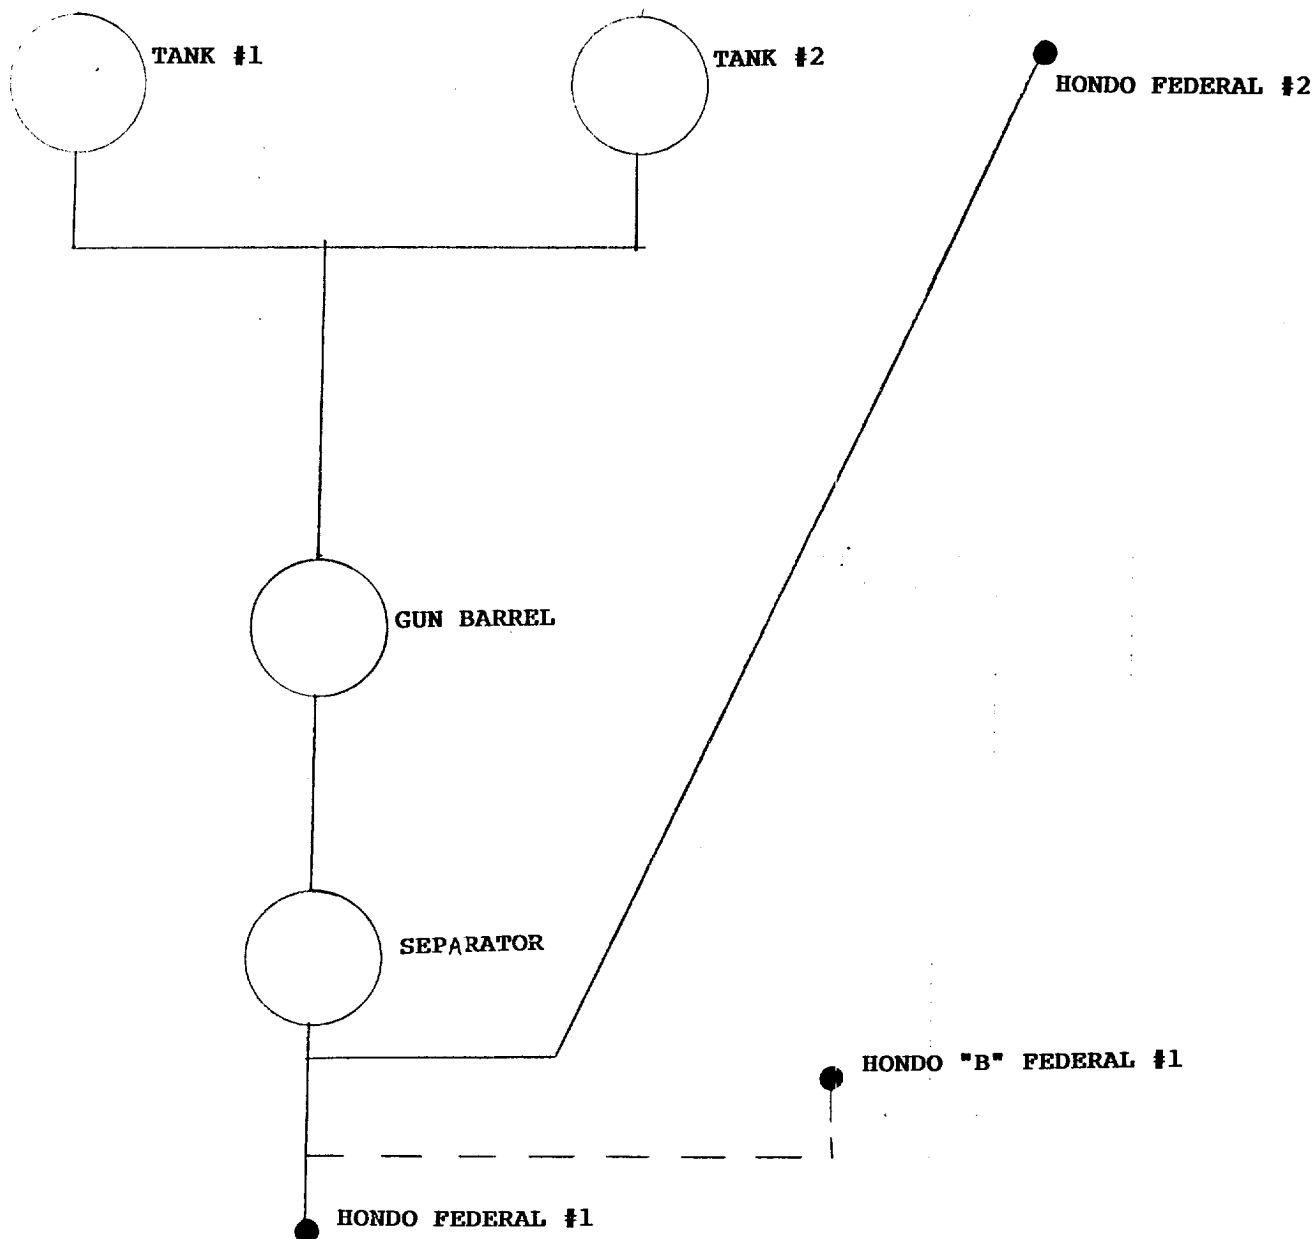 TANK #1
TANK #2
HONDO FEDERAL #2
GUN BARREL
SEPARATOR
HONDO "B" FEDERAL #1
HONDO FEDERAL #1